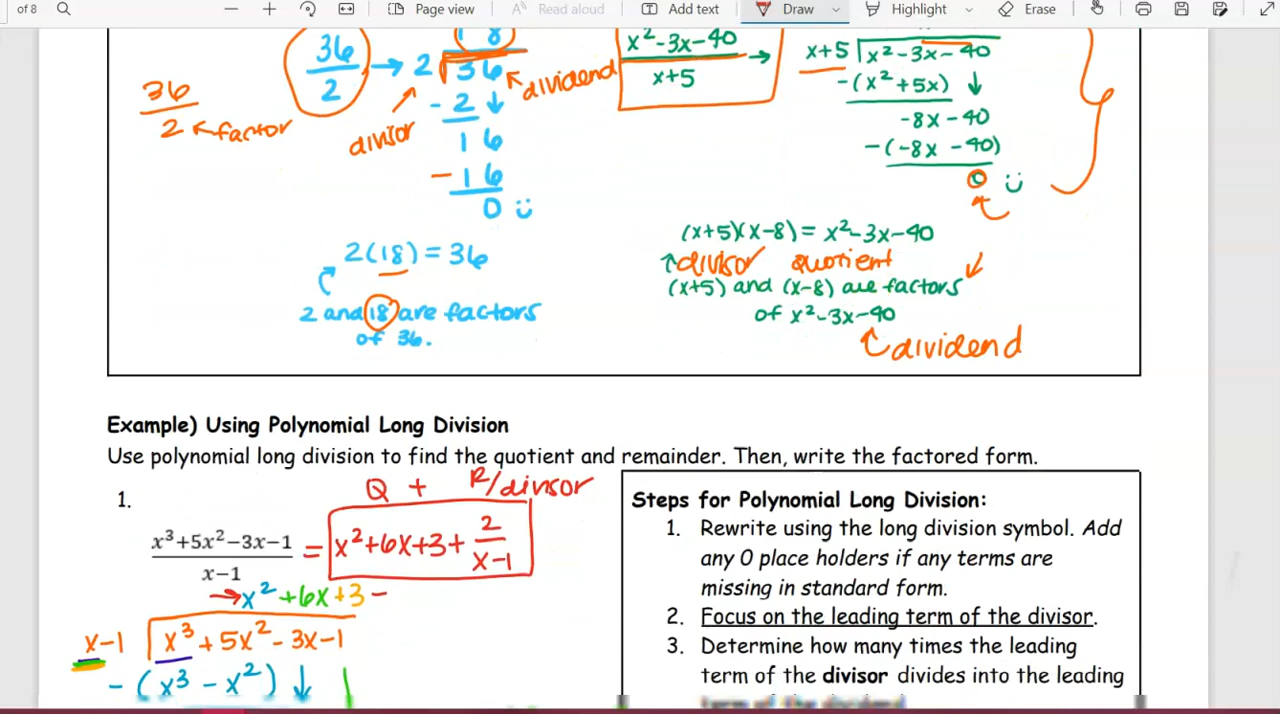 of 8
Page view
Read aloud
Add text
Draw
Highlight
Erase
36/2
36
2 ←factor
divisor
18
2 36
dividend
-2
16
-16
0
2(18) = 36
2 and 18 are factors
of 36.
x²-3x-40
x+5
x+5 x²-3x-40
-(x²+5x)
-8x-40
-(-8x-40)
0
(x+5)(x-8) = x²-3x-40
↑divisor quotient
(x+5) and (x-8) are factors
of x²-3x-40
dividend
Example) Using Polynomial Long Division
Use polynomial long division to find the quotient and remainder. Then, write the factored form.
1.
Q + R/divisor
x³+5x²−3x−1
x−1
= x²+6x+3+ 2/x-1
→x²+6x+3 −
x-1 x³+5x²-3x-1
-(x³-x²)
Steps for Polynomial Long Division:
1. Rewrite using the long division symbol. Add
any 0 place holders if any terms are
missing in standard form.
2. Focus on the leading term of the divisor.
3. Determine how many times the leading
term of the divisor divides into the leading
term of the dividend.